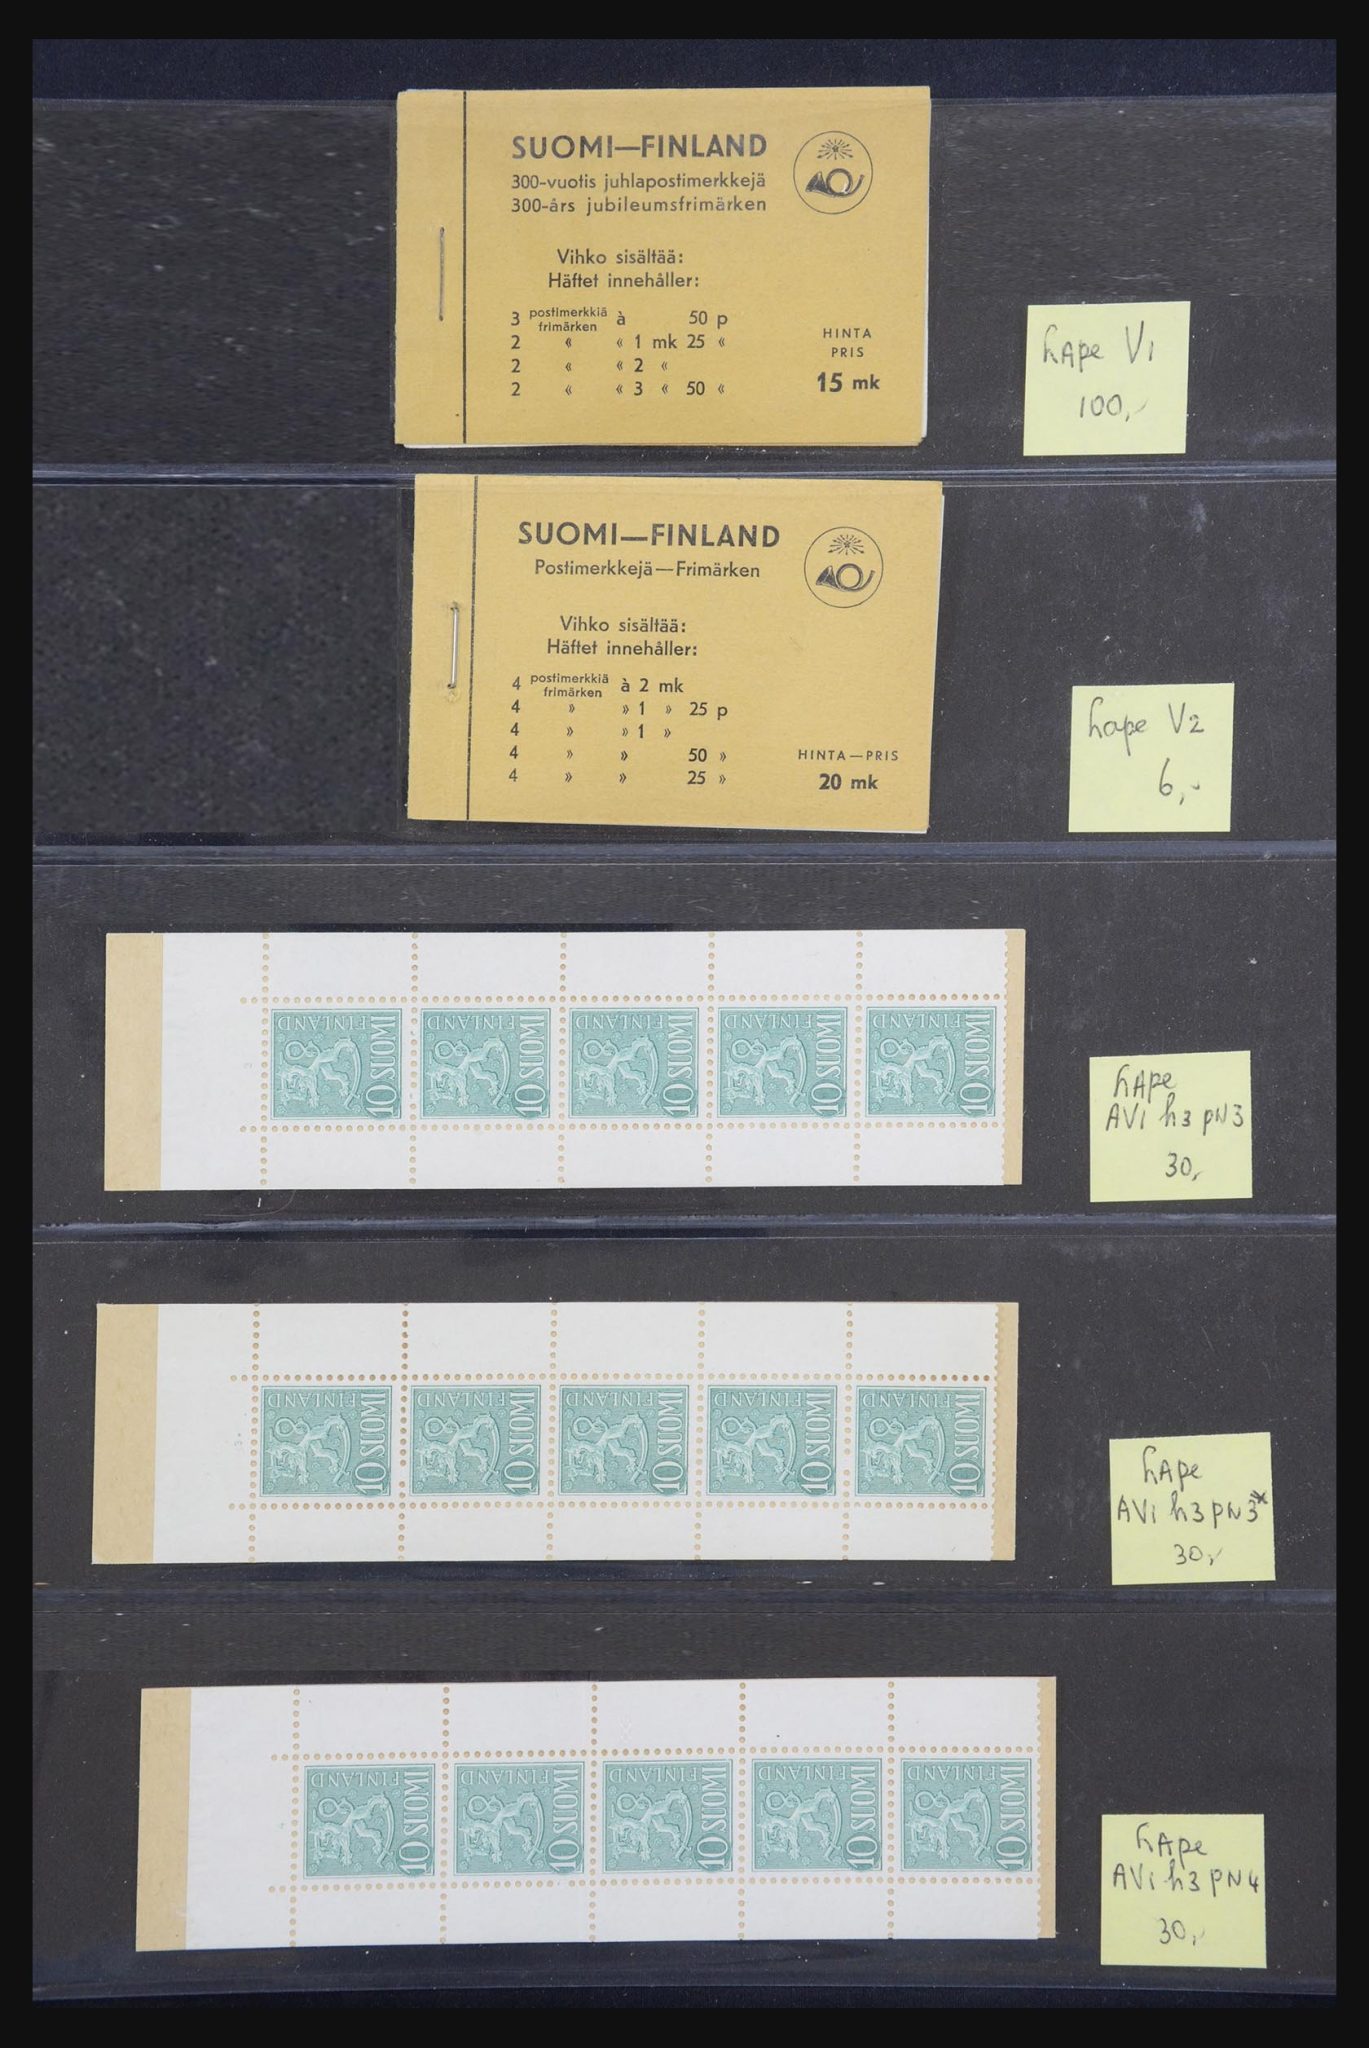 SUOMI—FINLAND
300-vuotis juhlapostimerkkejä
300-års jubileumsfrimärken
Vihko sisältää:
Häftet innehåller:
3 postimerkkiä frimärken à 50 p
2 « « 1 mk 25 «
2 « « 2 «
2 « « 3 « 50 «
HINTA
PRIS
15 mk
hApe V1
100,-
SUOMI—FINLAND
Postimerkkejä—Frimärken
Vihko sisältää:
Häftet innehåller:
4 postimerkkiä frimärken à 2 mk
4 » » 1 » 25 p
4 » » 1 »
4 » » 50 »
4 » » 25 »
HINTA—PRIS
20 mk
hape V2
6,-
10 SUOMI FINLAND 10 SUOMI FINLAND 10 SUOMI FINLAND 10 SUOMI FINLAND 10 SUOMI FINLAND
3
hApe
AV1 h3 pN3
30,-
10 SUOMI FINLAND 10 SUOMI FINLAND 10 SUOMI FINLAND 10 SUOMI FINLAND 10 SUOMI FINLAND
3*
hApe
AV1 h3 pN3*
30,-
10 SUOMI FINLAND 10 SUOMI FINLAND 10 SUOMI FINLAND 10 SUOMI FINLAND 10 SUOMI FINLAND
hApe
AV1 h3 pN4
30,-